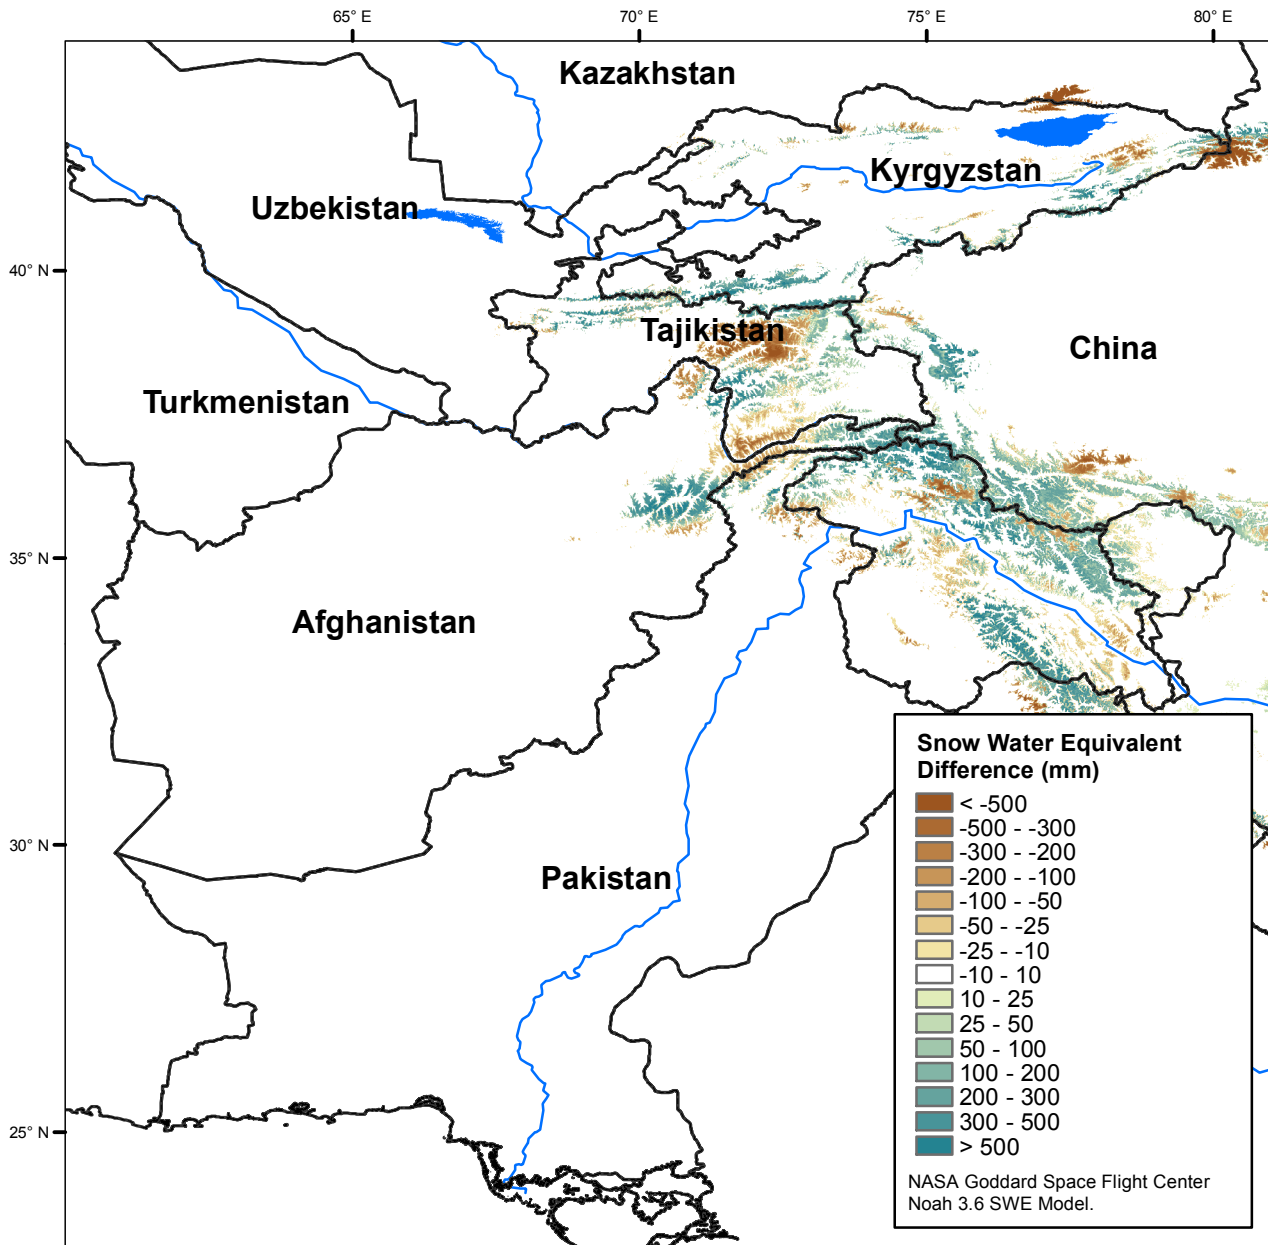 65° E
70° E
75° E
80° E
Kazakhstan
Kyrgyzstan
Uzbekistan
40° N
Tajikistan
China
Turkmenistan
35° N
Afghanistan
30° N
Pakistan
25° N
Snow Water Equivalent
Difference (mm)
< -500
-500 - -300
-300 - -200
-200 - -100
-100 - -50
-50 - -25
-25 - -10
-10 - 10
10 - 25
25 - 50
50 - 100
100 - 200
200 - 300
300 - 500
> 500
NASA Goddard Space Flight Center
Noah 3.6 SWE Model.